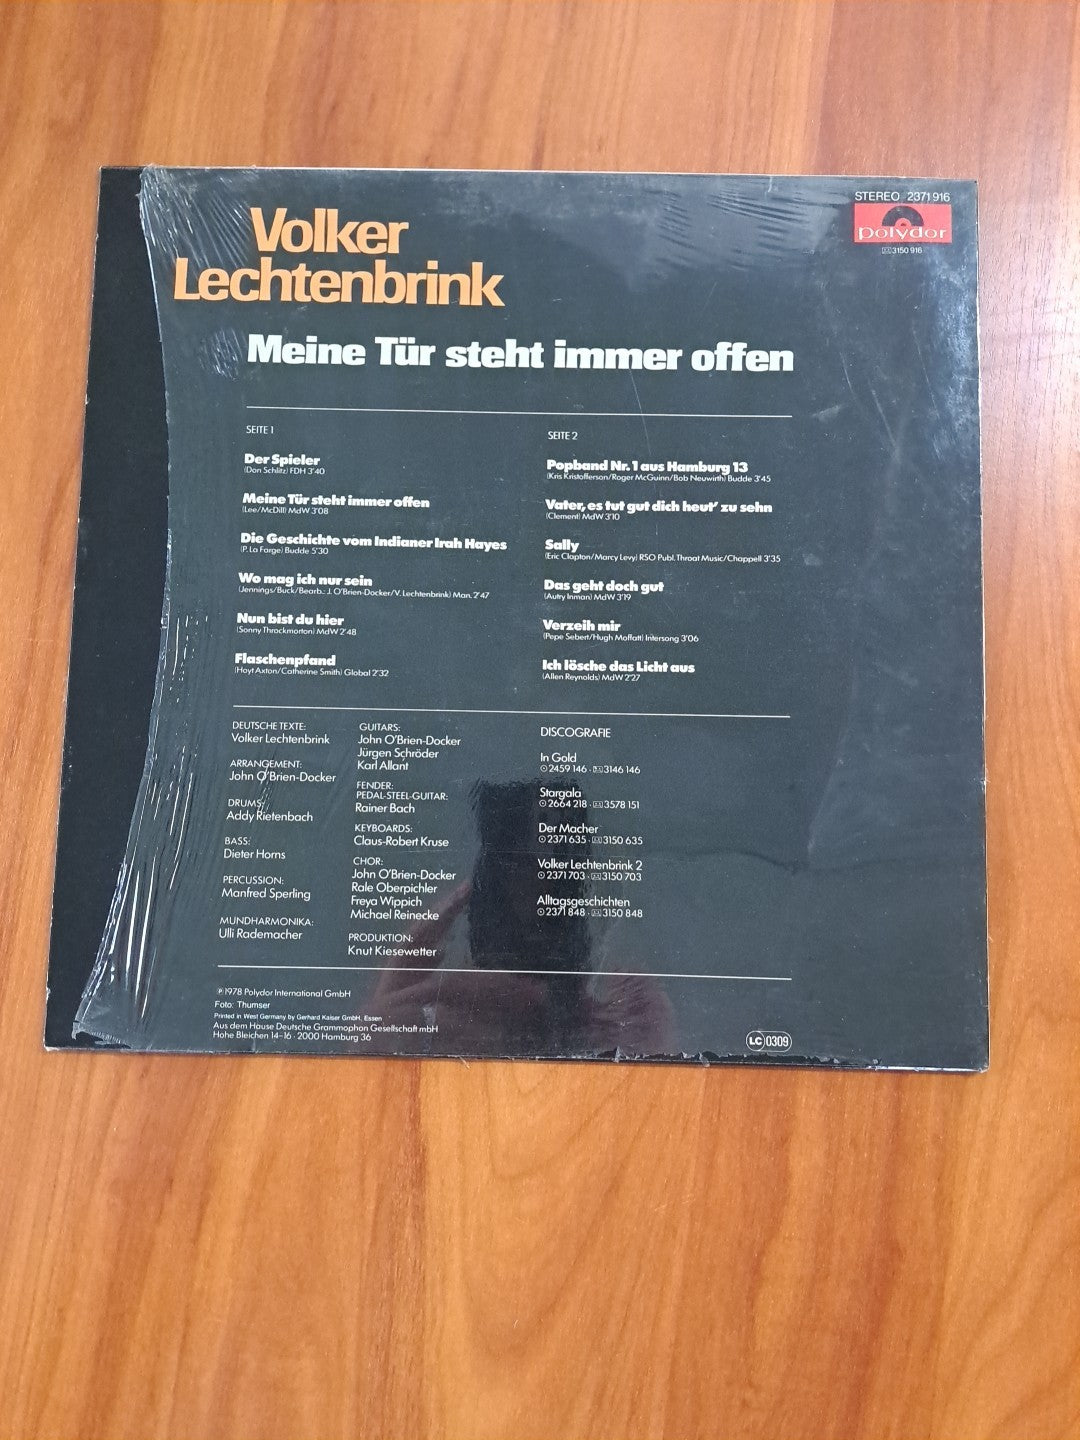 STEREO 2371 916
polydor
3150 916
Volker
Lechtenbrink
Meine Tür steht immer offen
SEITE 1
Der Spieler
(Don Schlitz) FDH 3'40
Meine Tür steht immer offen
(Lee/McDill) MdW 3'08
Die Geschichte vom Indianer Irah Hayes
(P. La Farge) Budde 5'30
Wo mag ich nur sein
(Jennings/Buck/Bearb.: J. O'Brien-Docker/V. Lechtenbrink) Man. 2'47
Nun bist du hier
(Sonny Throckmorton) MdW 2'48
Flaschenpfand
(Hoyt Axton/Catherine Smith) Global 2'32
SEITE 2
Popband Nr. 1 aus Hamburg 13
(Kris Kristofferson/Roger McGuinn/Bob Neuwirth) Budde 3'45
Vater, es tut gut dich heut' zu sehn
(Clement) MdW 3'10
Sally
(Eric Clapton/Marcy Levy) RSO Publ. Throat Music/Chappell 3'35
Das geht doch gut
(Autry Inman) MdW 3'19
Verzeih mir
(Pepe Sebert/Hugh Moffatt) Intersong 3'06
Ich lösche das Licht aus
(Allen Reynolds) MdW 2'27
DEUTSCHE TEXTE:
Volker Lechtenbrink
ARRANGEMENT:
John O'Brien-Docker
DRUMS:
Addy Rietenbach
BASS:
Dieter Horns
PERCUSSION:
Manfred Sperling
MUNDHARMONIKA:
Ulli Rademacher
GUITARS:
John O'Brien-Docker
Jürgen Schröder
Karl Allant
FENDER:
PEDAL-STEEL-GUITAR:
Rainer Bach
KEYBOARDS:
Claus-Robert Kruse
CHOR:
John O'Brien-Docker
Rale Oberpichler
Freya Wippich
Michael Reinecke
PRODUKTION:
Knut Kiesewetter
DISCOGRAFIE
In Gold
2459 146 · 3146 146
Stargala
2664 218 · 3578 151
Der Macher
2371 635 · 3150 635
Volker Lechtenbrink 2
2371 703 · 3150 703
Alltagsgeschichten
2371 848 · 3150 848
℗ 1978 Polydor International GmbH
Foto: Thumser
Printed in West Germany by Gerhard Kaiser GmbH, Essen
Aus dem Hause Deutsche Grammophon Gesellschaft mbH
Hohe Bleichen 14-16 · 2000 Hamburg 36
LC 0309